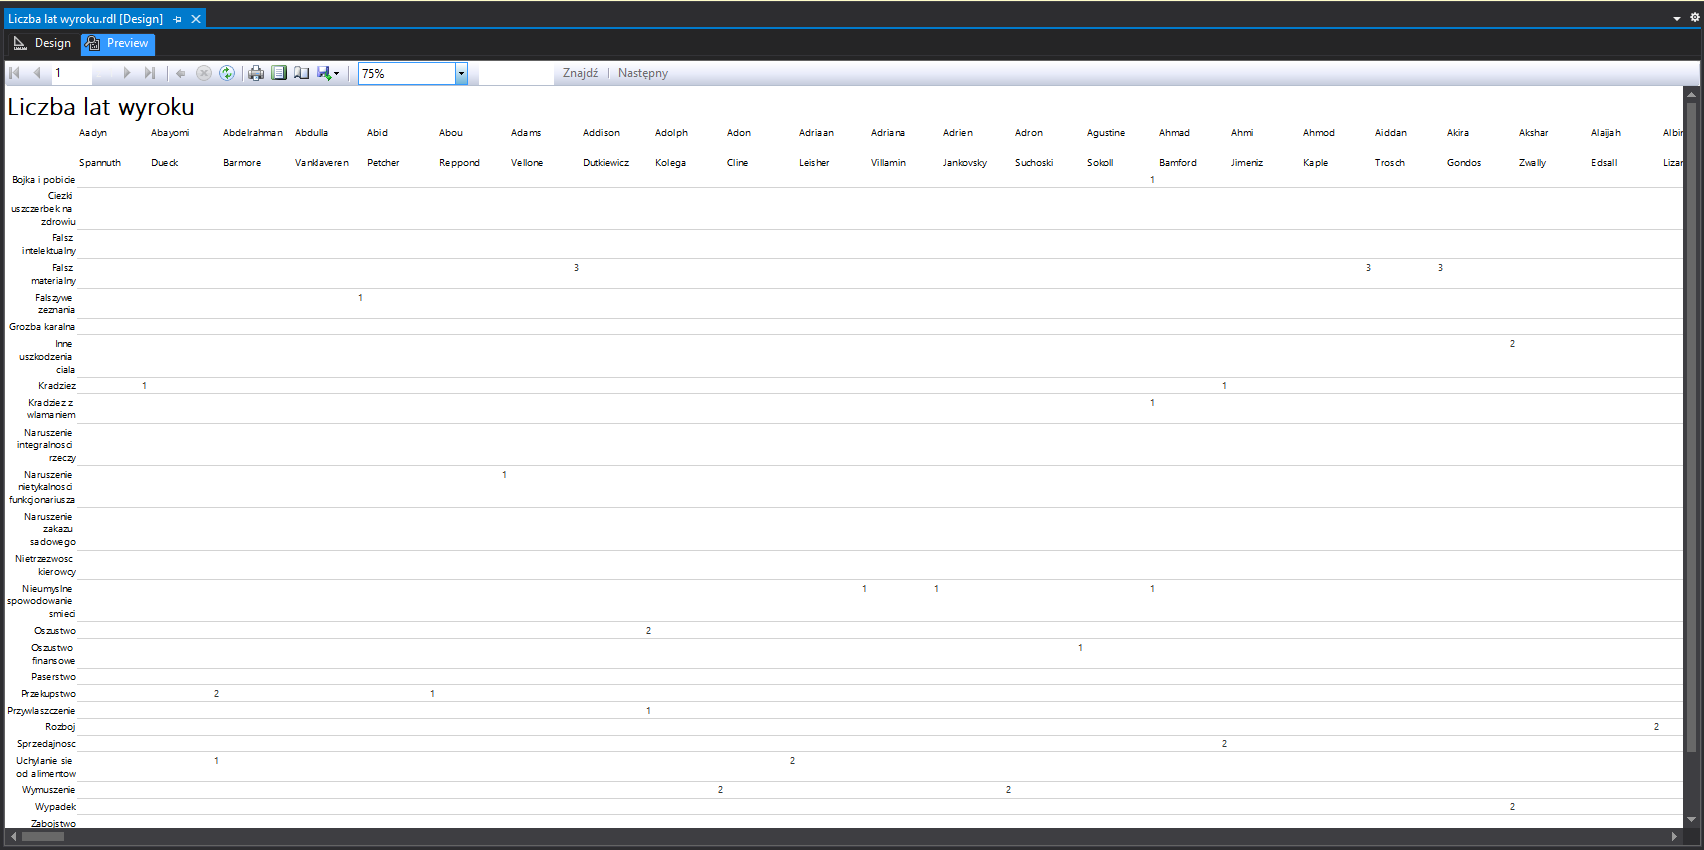 Liczba lat wyroku.rdl [Design]
Design Preview
1 75% Znajdź | Następny
Liczba lat wyroku
Aadyn Abayomi Abdelrahman Abdulla Abid Abou Adams Addison Adolph Adon Adriaan Adriana Adrien Adron Agustine Ahmad Ahmi Ahmod Aiddan Akira Akshar Alaijah Albir
Spannuth Dueck Barmore Vanklaveren Petcher Reppond Vellone Dutkiewicz Kolega Cline Leisher Villamin Jankovsky Suchoski Sokoll Bamford Jimeniz Kaple Trosch Gondos Zwally Edsall Lizar
Bojka i pobicie 1
Ciezki
uszczerbek na
zdrowiu
Falsz
intelektualny
Falsz 3 3 3
materialny
Falszywe 1
zeznania
Grozba karalna
Inne 2
uszkodzenia
ciala
Kradziez 1 1
Kradziez z 1
wlamaniem
Naruszenie
integralnosci
rzeczy
Naruszenie 1
nietykalnosci
funkcjonariusza
Naruszenie
zakazu
sadowego
Nietrzezwosc
kierowcy
Nieumyslne 1 1 1
spowodowanie
smieci
Oszustwo 2
Oszustwo 1
finansowe
Paserstwo
Przekupstwo 2 1
Przywlaszczenie 1
Rozboj 2
Sprzedajnosc 2
Uchylanie sie 1 2
od alimentow
Wymuszenie 2 2
Wypadek 2
Zabojstwo